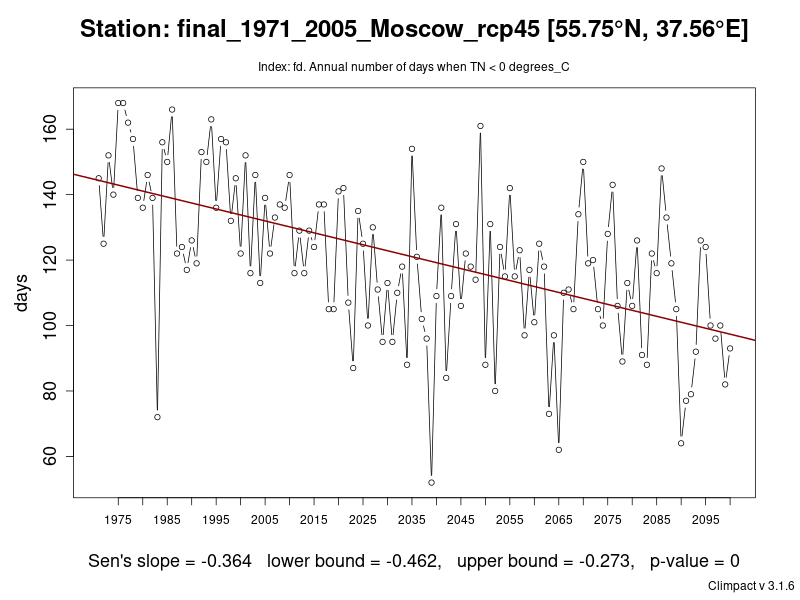 Station: final_1971_2005_Moscow_rcp45 [55.75°N, 37.56°E]
Index: fd. Annual number of days when TN < 0 degrees_C
160
140
120
100
80
60
days
1975 1985 1995 2005 2015 2025 2035 2045 2055 2065 2075 2085 2095
Sen's slope = -0.364 lower bound = -0.462, upper bound = -0.273, p-value = 0
Climpact v 3.1.6